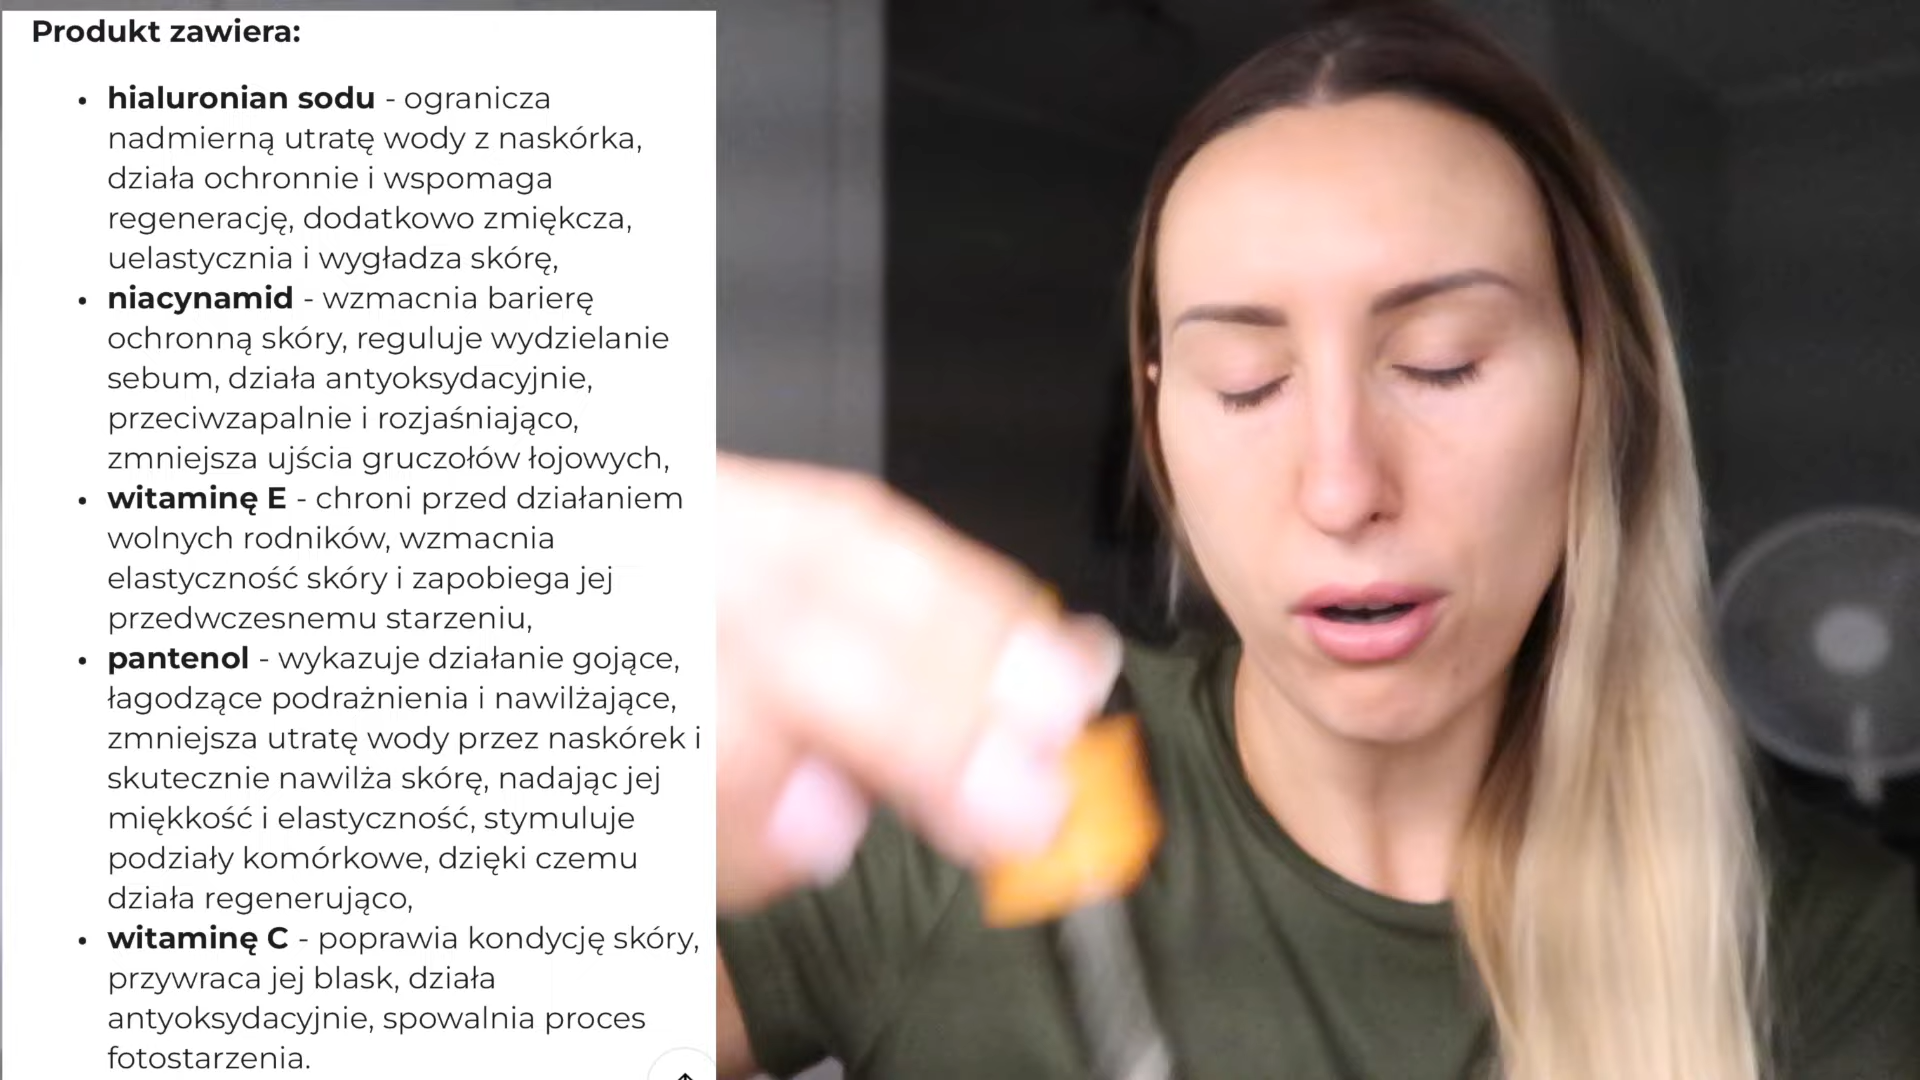 Produkt zawiera:
• hialuronian sodu - ogranicza
nadmierną utratę wody z naskórka,
działa ochronnie i wspomaga
regenerację, dodatkowo zmiękcza,
uelastycznia i wygładza skórę,
• niacynamid - wzmacnia barierę
ochronną skóry, reguluje wydzielanie
sebum, działa antyoksydacyjnie,
przeciwzapalnie i rozjaśniająco,
zmniejsza ujścia gruczołów łojowych,
• witaminę E - chroni przed działaniem
wolnych rodników, wzmacnia
elastyczność skóry i zapobiega jej
przedwczesnemu starzeniu,
• pantenol - wykazuje działanie gojące,
łagodzące podrażnienia i nawilżające,
zmniejsza utratę wody przez naskórek i
skutecznie nawilża skórę, nadając jej
miękkość i elastyczność, stymuluje
podziały komórkowe, dzięki czemu
działa regenerująco,
• witaminę C - poprawia kondycję skóry,
przywraca jej blask, działa
antyoksydacyjnie, spowalnia proces
fotostarzenia.